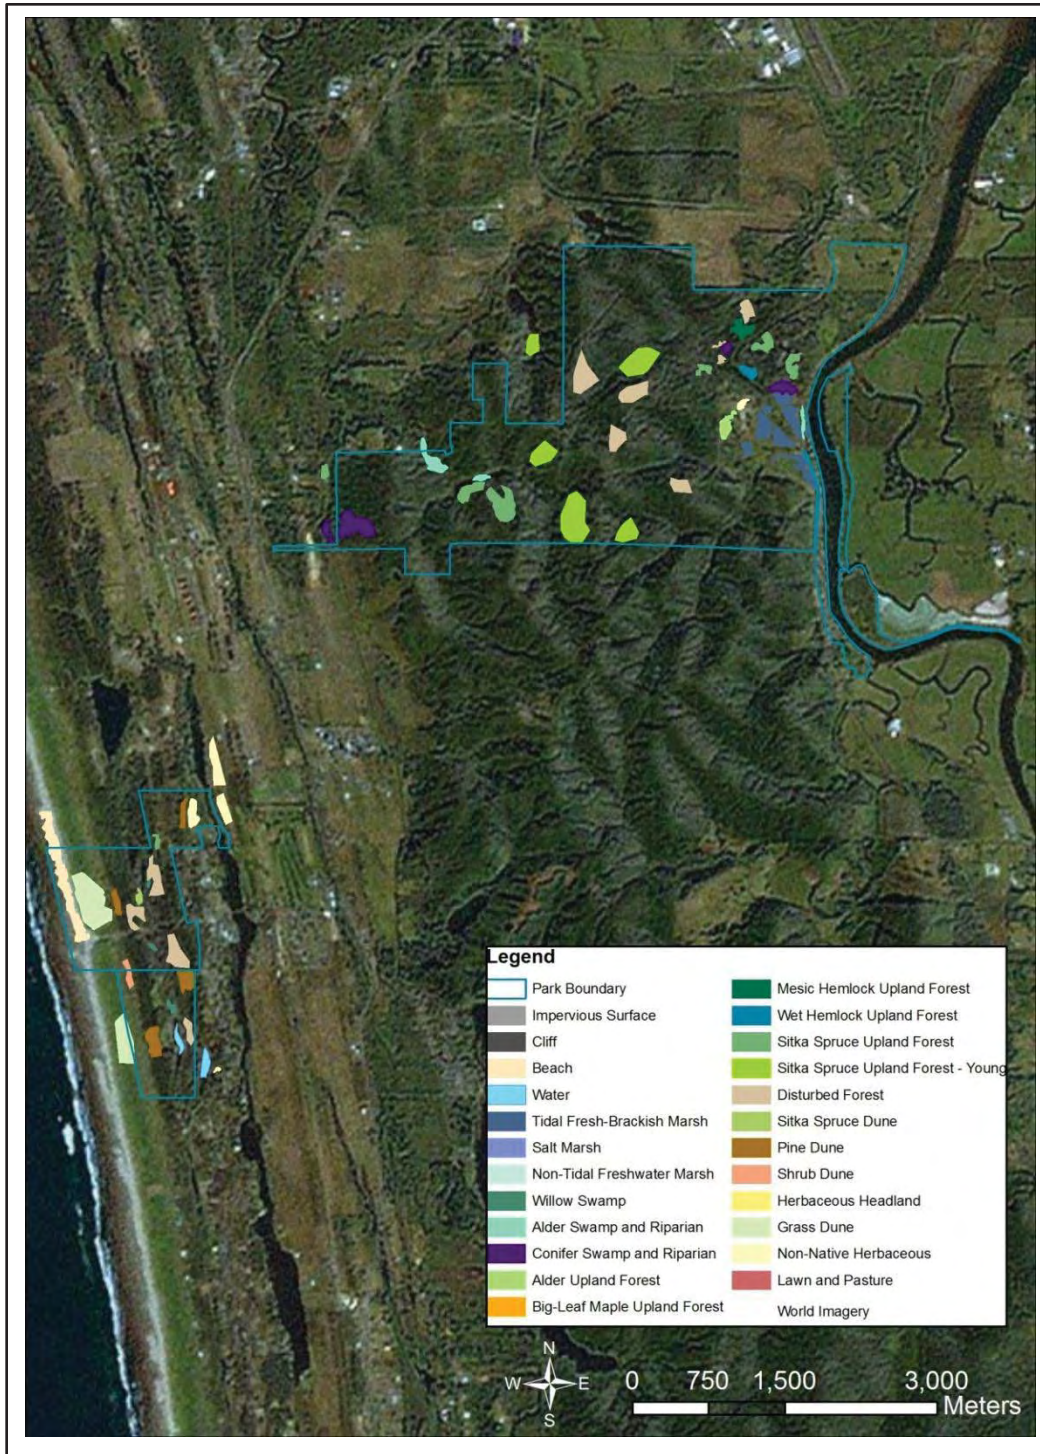 Legend
Park Boundary
Impervious Surface
Cliff
Beach
Water
Tidal Fresh-Brackish Marsh
Salt Marsh
Non-Tidal Freshwater Marsh
Willow Swamp
Alder Swamp and Riparian
Conifer Swamp and Riparian
Alder Upland Forest
Big-Leaf Maple Upland Forest
Mesic Hemlock Upland Forest
Wet Hemlock Upland Forest
Sitka Spruce Upland Forest
Sitka Spruce Upland Forest - Young
Disturbed Forest
Sitka Spruce Dune
Pine Dune
Shrub Dune
Herbaceous Headland
Grass Dune
Non-Native Herbaceous
Lawn and Pasture
World Imagery
N
W E
S
0 750 1,500 3,000
Meters